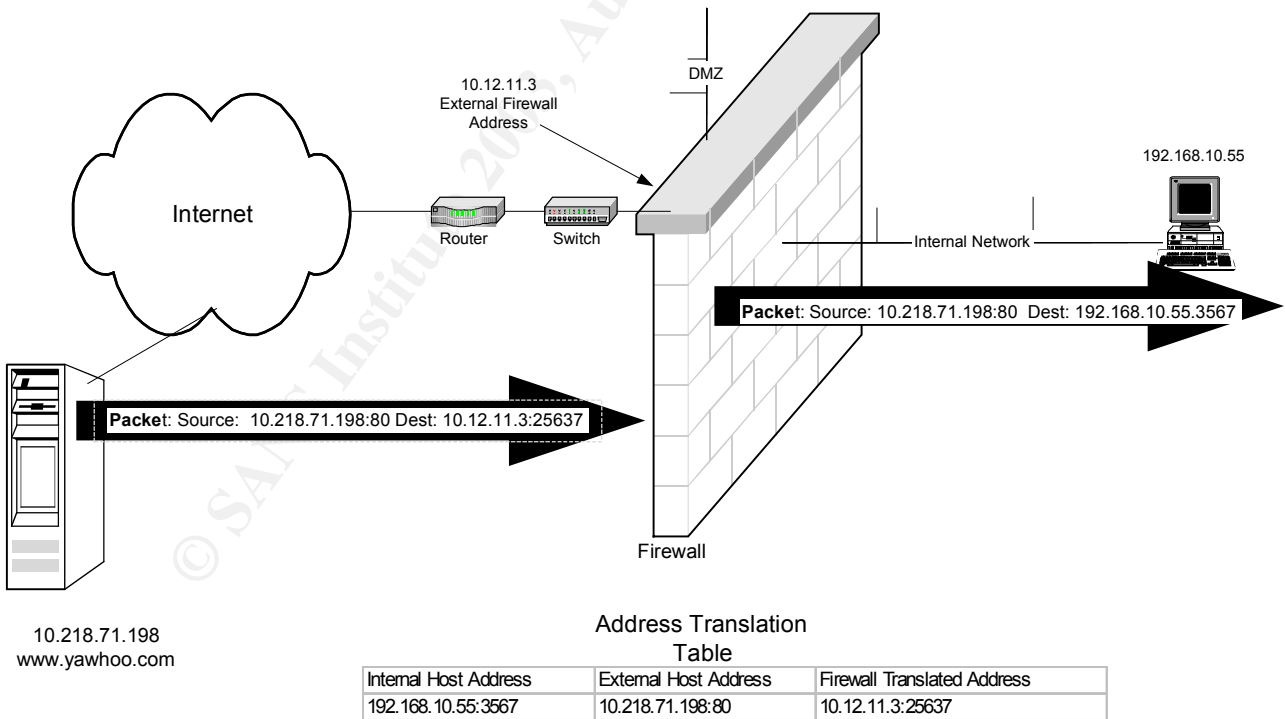 10.12.11.3
External Firewall
Address
DMZ
192.168.10.55
Internet
Router
Switch
Internal Network
Packet: Source: 10.218.71.198:80 Dest: 192.168.10.55.3567
Packet: Source: 10.218.71.198:80 Dest: 10.12.11.3:25637
Firewall
10.218.71.198
www.yawhoo.com
Address Translation
Table
Internal Host Address External Host Address Firewall Translated Address
192.168.10.55:3567 10.218.71.198:80 10.12.11.3:25637
© SANS Institute